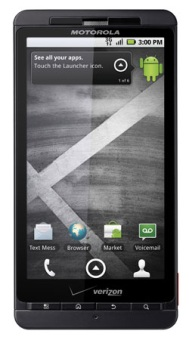 MOTOROLA
3G
3:00 PM
See all your apps.
Touch the Launcher icon.
1 of 6
Text Mess
Browser
Market
Voicemail
verizon